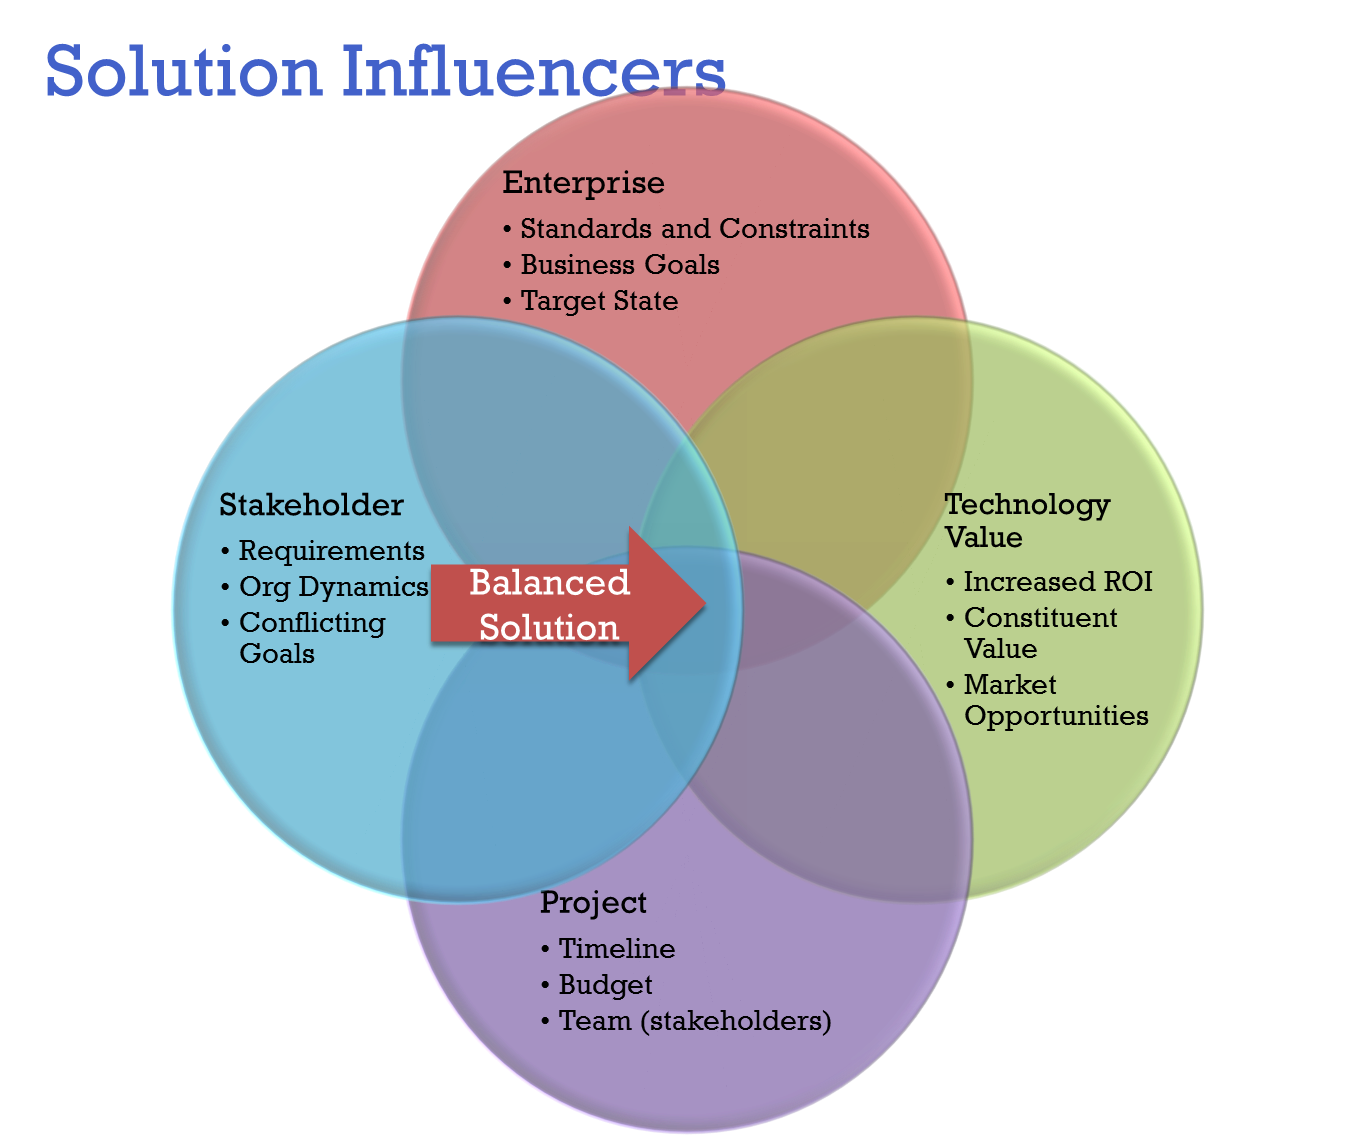 Solution Influencers
Enterprise
• Standards and Constraints
• Business Goals
• Target State
Stakeholder
• Requirements
• Org Dynamics
• Conflicting
Goals
Balanced
Solution
Technology
Value
• Increased ROI
• Constituent
Value
• Market
Opportunities
Project
• Timeline
• Budget
• Team (stakeholders)